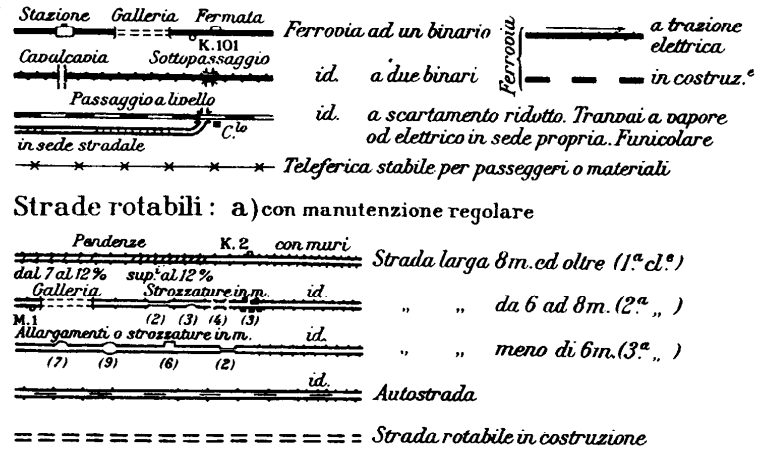 Stazione Galleria Fermata
K.101
Ferrovia ad un binario
Cavalcavia Sottopassaggio
id. a due binari
Passaggio a livello
id. a scartamento ridotto. Tranvai a vapore
od elettrico in sede propria. Funicolare
C.lo
in sede stradale
Teleferica stabile per passeggeri o materiali
Ferrovia
a trazione
elettrica
in costruz.e
Strade rotabili: a) con manutenzione regolare
Pendenze K. 2 con muri
Strada larga 8 m. ed oltre (1.a cl.e)
dal 7 al 12% sup.i al 12%
Galleria Strozzature in m. id.
„ „ da 6 ad 8 m. (2.a „ )
M.1 (2) (3) (4) (3)
Allargamenti o strozzature in m. id.
„ „ meno di 6 m. (3.a „ )
(7) (9) (6) (2)
id.
Autostrada
Strada rotabile in costruzione